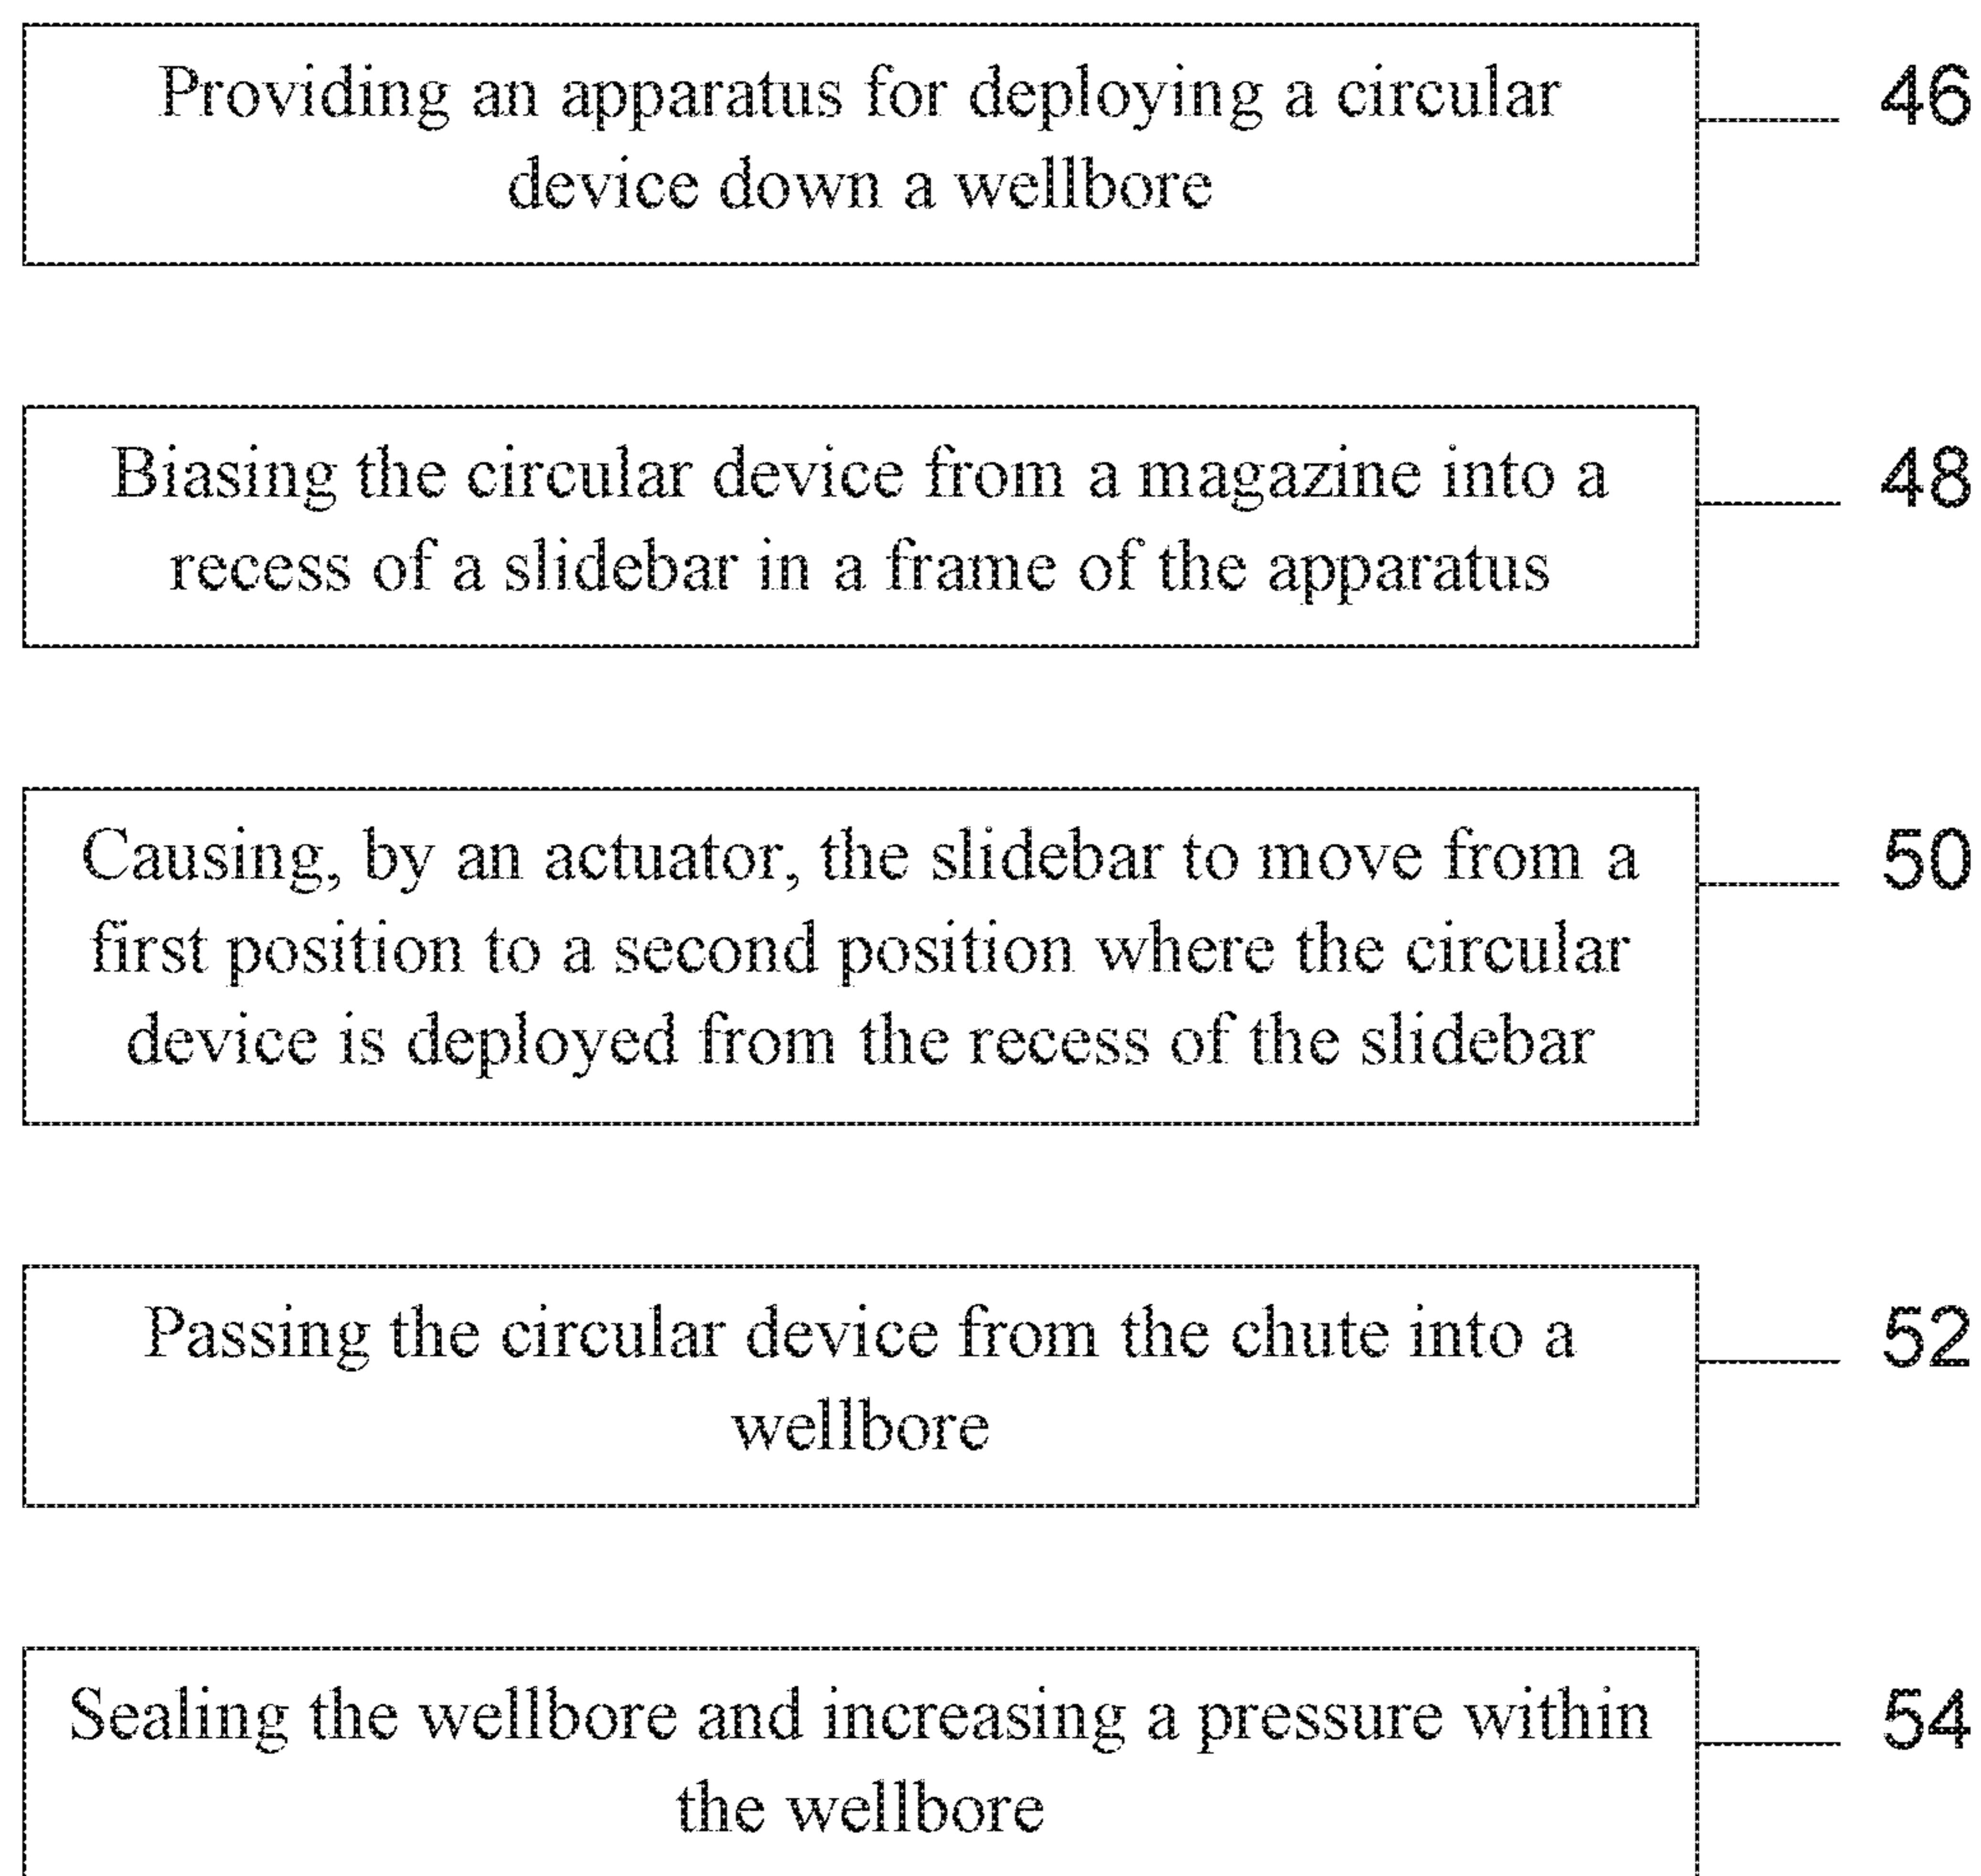 Providing an apparatus for deploying a circular
device down a wellbore
46
Biasing the circular device from a magazine into a
recess of a slidebar in a frame of the apparatus
48
Causing, by an actuator, the slidebar to move from a
first position to a second position where the circular
device is deployed from the recess of the slidebar
50
Passing the circular device from the chute into a
wellbore
52
Sealing the wellbore and increasing a pressure within
the wellbore
54